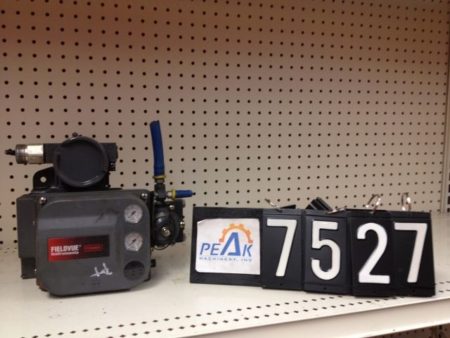 FIELDVUE
PEAK
MACHINERY, INC
7527